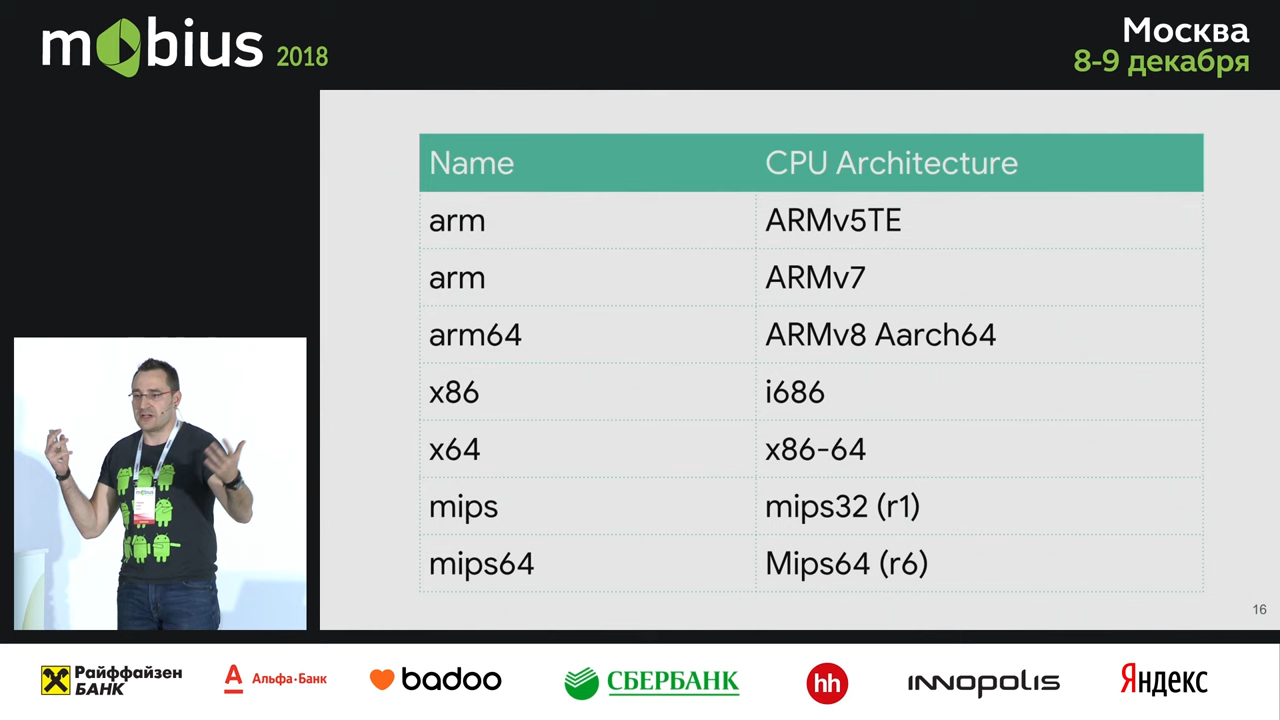 mobius 2018
Москва
8-9 декабря
Name CPU Architecture
arm ARMv5TE
arm ARMv7
arm64 ARMv8 Aarch64
x86 i686
x64 x86-64
mips mips32 (r1)
mips64 Mips64 (r6)
16
mobius
Райффайзен
БАНК
А Альфа·Банк
badoo
СБЕРБАНК
hh
INNOPOLIS
Яндекс